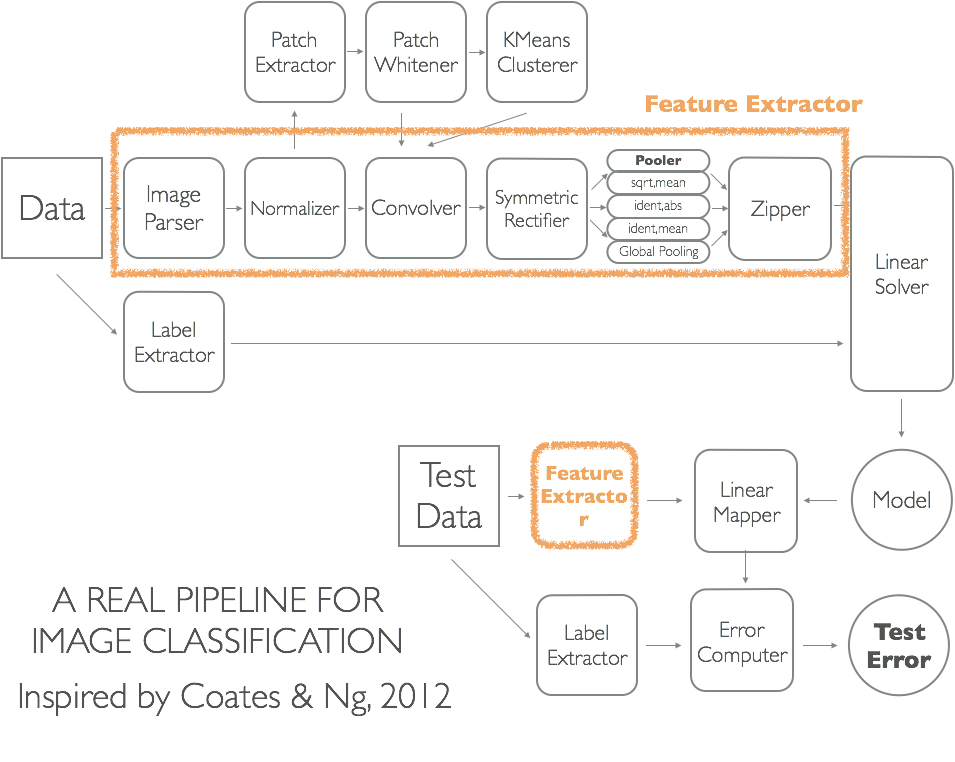 Patch
Extractor
Patch
Whitener
KMeans
Clusterer
Feature Extractor
Data
Image
Parser
Normalizer
Convolver
Symmetric
Rectifier
Pooler
sqrt,mean
ident,abs
ident,mean
Global Pooling
Zipper
Linear
Solver
Label
Extractor
Test
Data
Feature
Extracto
r
Linear
Mapper
Model
Label
Extractor
Error
Computer
Test
Error
A REAL PIPELINE FOR
IMAGE CLASSIFICATION
Inspired by Coates & Ng, 2012